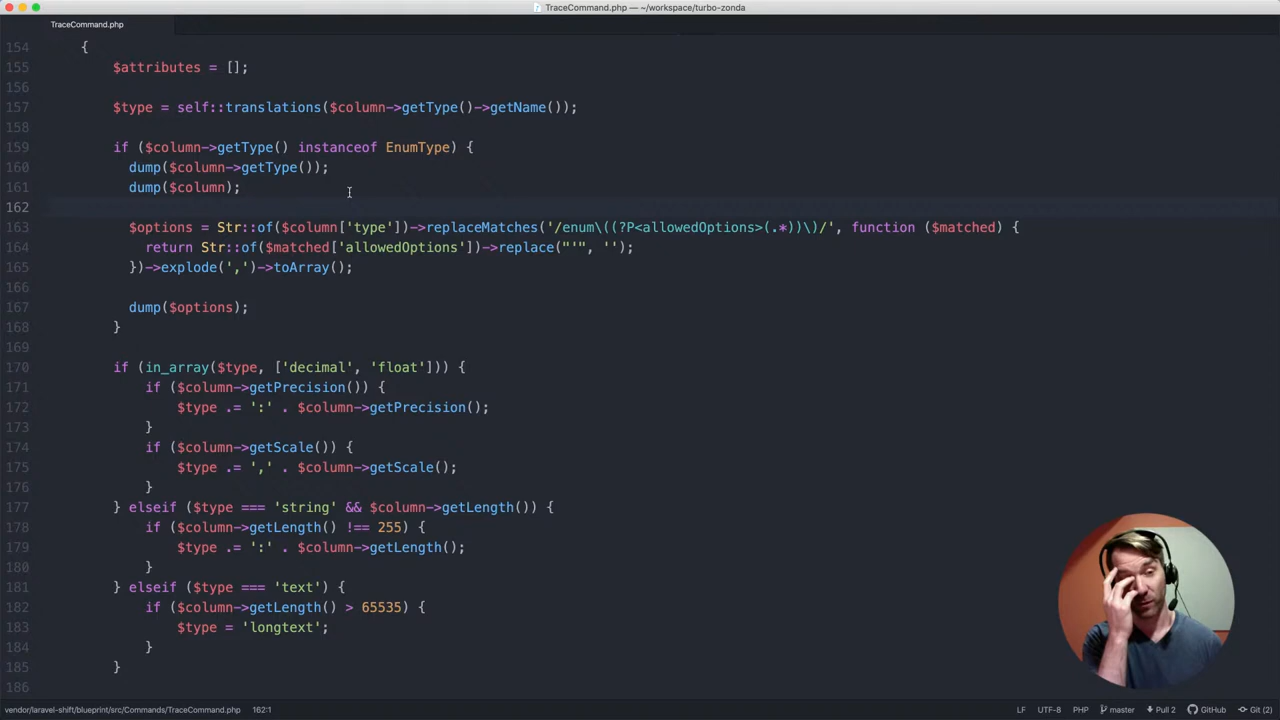 TraceCommand.php — ~/workspace/turbo-zonda
TraceCommand.php
154 {
155 $attributes = [];
156
157 $type = self::translations($column->getType()->getName());
158
159 if ($column->getType() instanceof EnumType) {
160 dump($column->getType());
161 dump($column);
162
163 $options = Str::of($column['type'])->replaceMatches('/enum\((?P<allowedOptions>(.*))\)/', function ($matched) {
164 return Str::of($matched['allowedOptions'])->replace("'", '');
165 })->explode(',')->toArray();
166
167 dump($options);
168 }
169
170 if (in_array($type, ['decimal', 'float'])) {
171 if ($column->getPrecision()) {
172 $type .= ':' . $column->getPrecision();
173 }
174 if ($column->getScale()) {
175 $type .= ',' . $column->getScale();
176 }
177 } elseif ($type === 'string' && $column->getLength()) {
178 if ($column->getLength() !== 255) {
179 $type .= ':' . $column->getLength();
180 }
181 } elseif ($type === 'text') {
182 if ($column->getLength() > 65535) {
183 $type = 'longtext';
184 }
185 }
186
vendor/laravel-shift/blueprint/src/Commands/TraceCommand.php 162:1 LF UTF-8 PHP master Pull 2 GitHub Git (2)